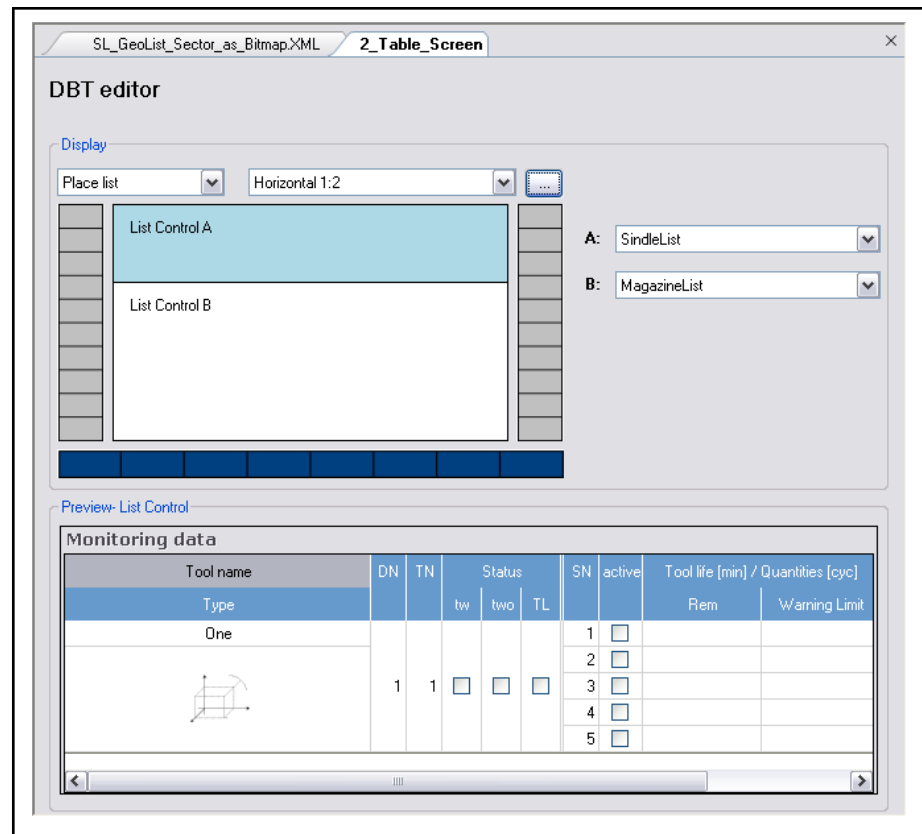 SL_GeoList_Sector_as_Bitmap.XML 2_Table_Screen
DBT editor
Display
Place list Horizontal 1:2 ...
List Control A
A: SindleList
B: MagazineList
List Control B
Preview- List Control
Monitoring data
Tool name DN TN Status SN active Tool life [min] / Quantities [cyc]
Type tw two TL Rem Warning Limit
One 1
2
1 1 3
4
5